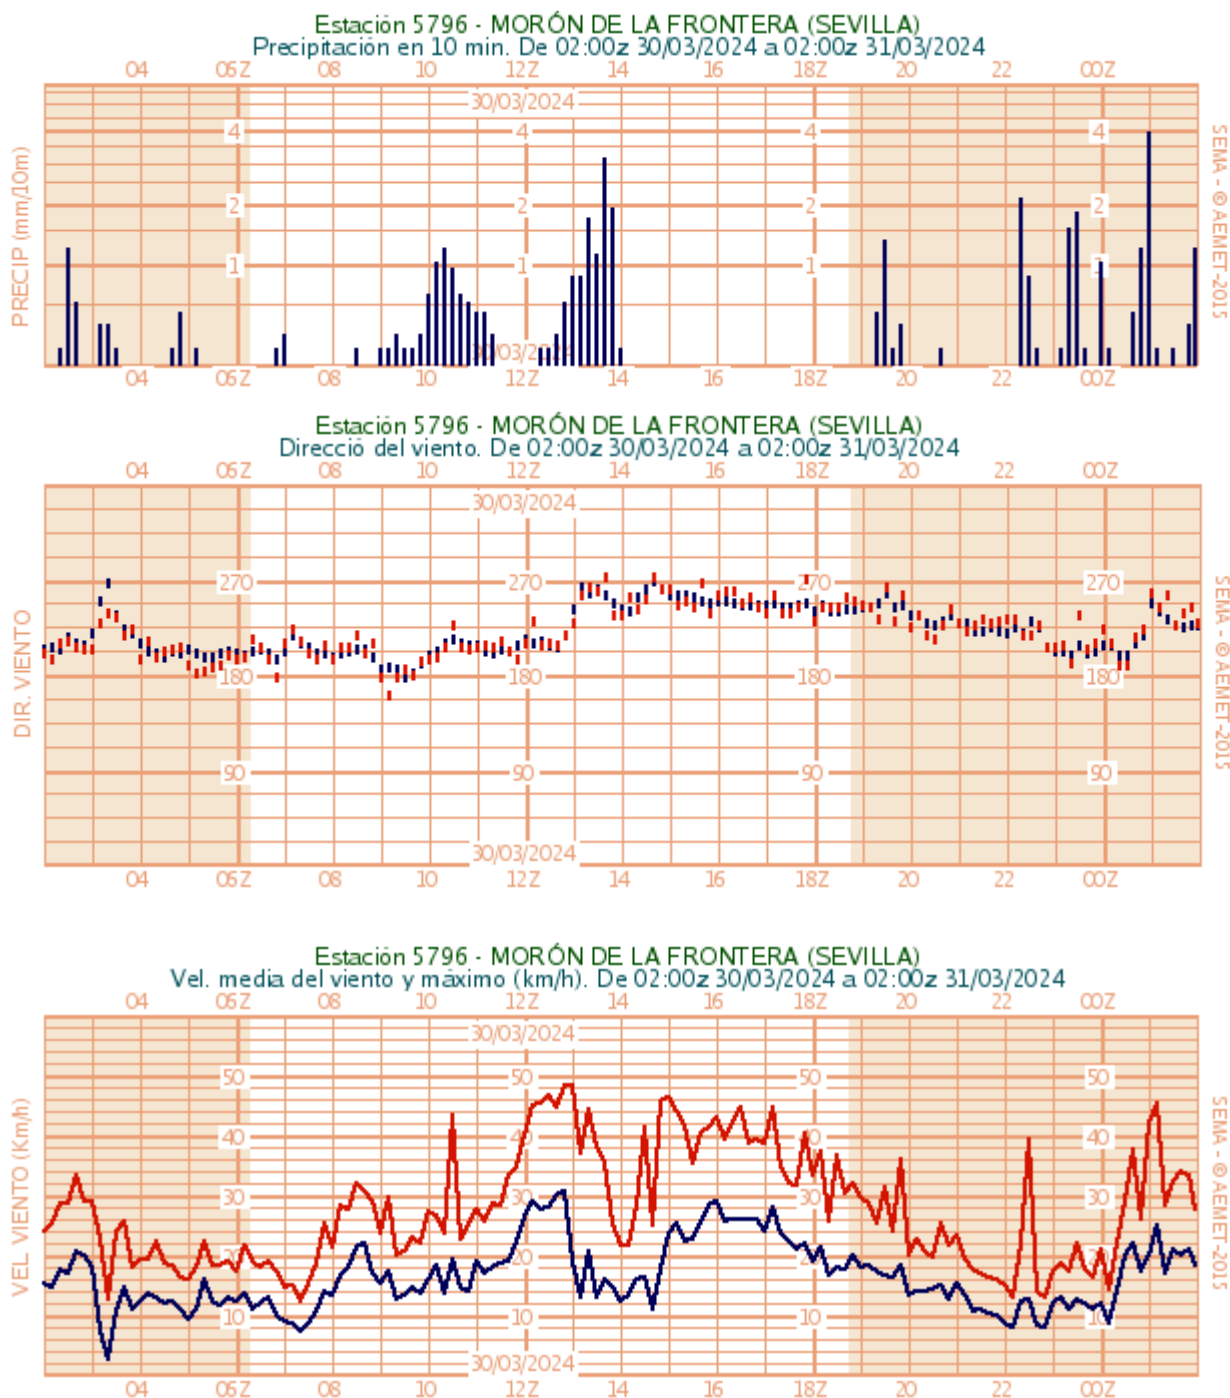 Estación 5796 - MORÓN DE LA FRONTERA (SEVILLA)
Precipitación en 10 min. De 02:00z 30/03/2024 a 02:00z 31/03/2024
04 06Z 08 10 12Z 14 16 18Z 20 22 00Z
30/03/2024
4 4 4 4
2 2 2 2
1 1 1 1
PRECIP (mm/10m)
SEMA - ©AEMET-2015
30/03/2024
04 06Z 08 10 12Z 14 16 18Z 20 22 00Z
Estación 5796 - MORÓN DE LA FRONTERA (SEVILLA)
Direcció del viento. De 02:00z 30/03/2024 a 02:00z 31/03/2024
04 06Z 08 10 12Z 14 16 18Z 20 22 00Z
30/03/2024
270 270 270 270
180 180 180 180
90 90 90 90
DIR. VIENTO
SEMA - ©AEMET-2015
30/03/2024
04 06Z 08 10 12Z 14 16 18Z 20 22 00Z
Estación 5796 - MORÓN DE LA FRONTERA (SEVILLA)
Vel. media del viento y máximo (km/h). De 02:00z 30/03/2024 a 02:00z 31/03/2024
04 06Z 08 10 12Z 14 16 18Z 20 22 00Z
30/03/2024
50 50 50 50
40 40 40 40
30 30 30 30
20 20 20 20
10 10 10 10
VEL VIENTO (Km/h)
SEMA - ©AEMET-2015
30/03/2024
04 06Z 08 10 12Z 14 16 18Z 20 22 00Z